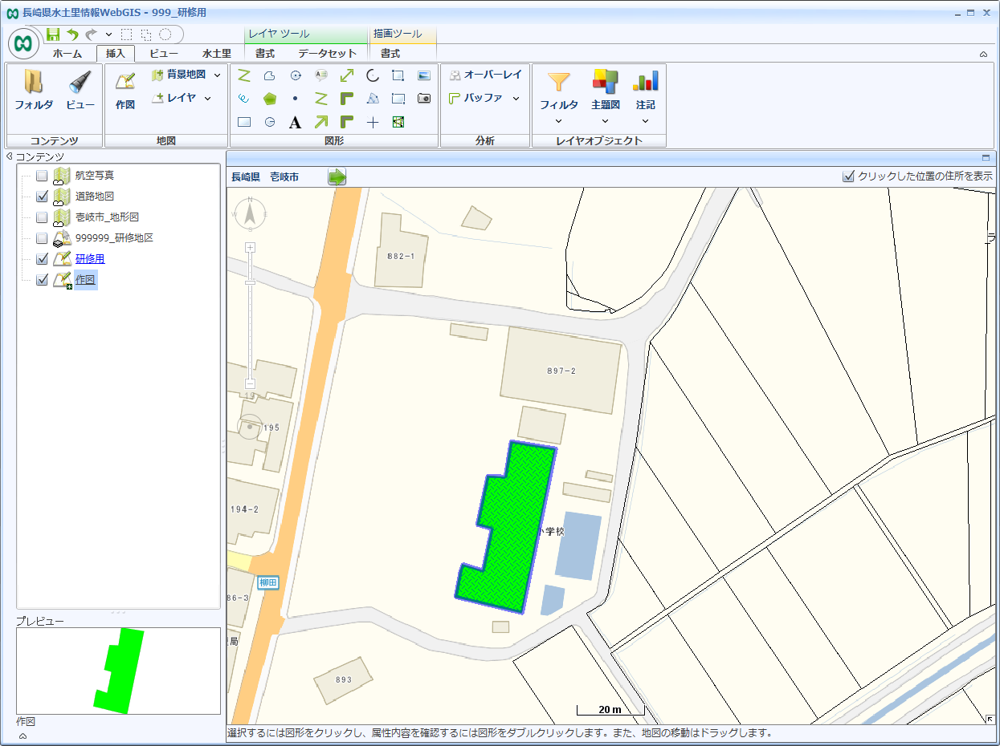 長崎県水土里情報WebGIS - 999_研修用
レイヤ ツール 描画ツール
ホーム 挿入 ビュー 水土里 書式 データセット 書式
フォルダ ビュー
コンテンツ
作図 背景地図
レイヤ
地図
A
図形
オーバーレイ
バッファ
分析
フィルタ 主題図 注記
レイヤオブジェクト
コンテンツ
航空写真
道路地図
壱岐市_地形図
999999_研修地区
研修用
作図
プレビュー
作図
長崎県 壱岐市
クリックした位置の住所を表示
N
W E
S
882-1
897-2
19
195
194-2
小学校
柳田
86-3
局
893
20 m
選択するには図形をクリックし、属性内容を確認するには図形をダブルクリックします。また、地図の移動はドラッグします。